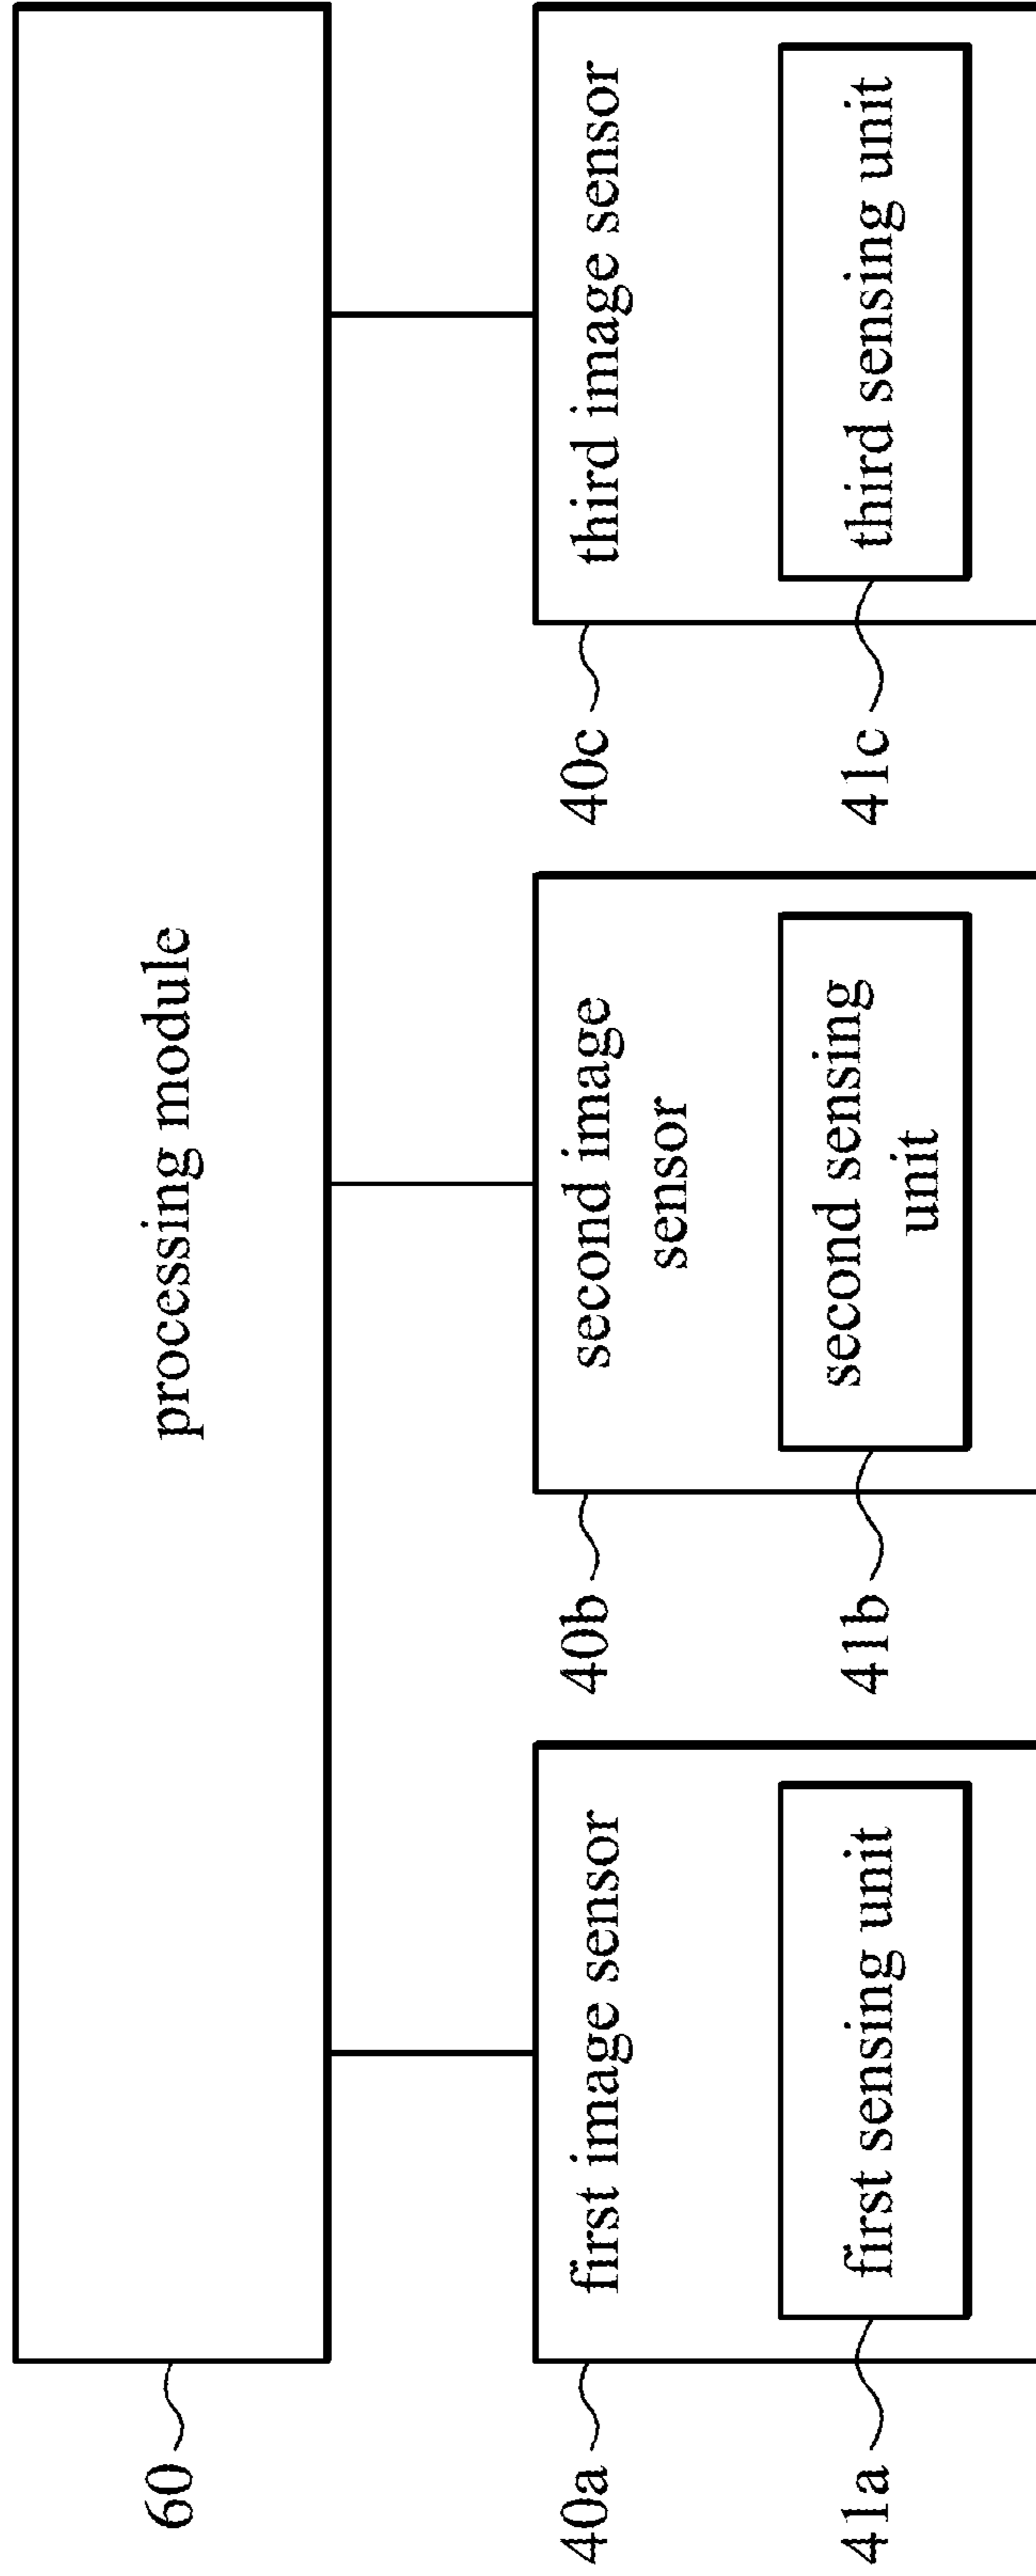 60
processing module
40a
first image sensor
41a
first sensing unit
40b
second image
sensor
41b
second sensing
unit
40c
third image sensor
41c
third sensing unit